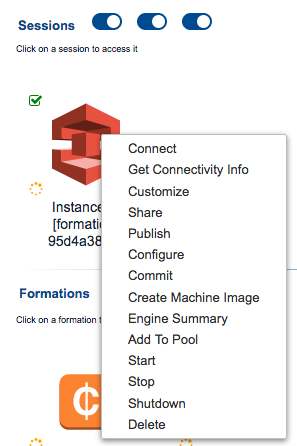 Sessions
Click on a session to access it
Instance
[formatio
95d4a38
Connect
Get Connectivity Info
Customize
Share
Publish
Configure
Commit
Create Machine Image
Engine Summary
Add To Pool
Start
Stop
Shutdown
Delete
Formations
Click on a formation t
¢